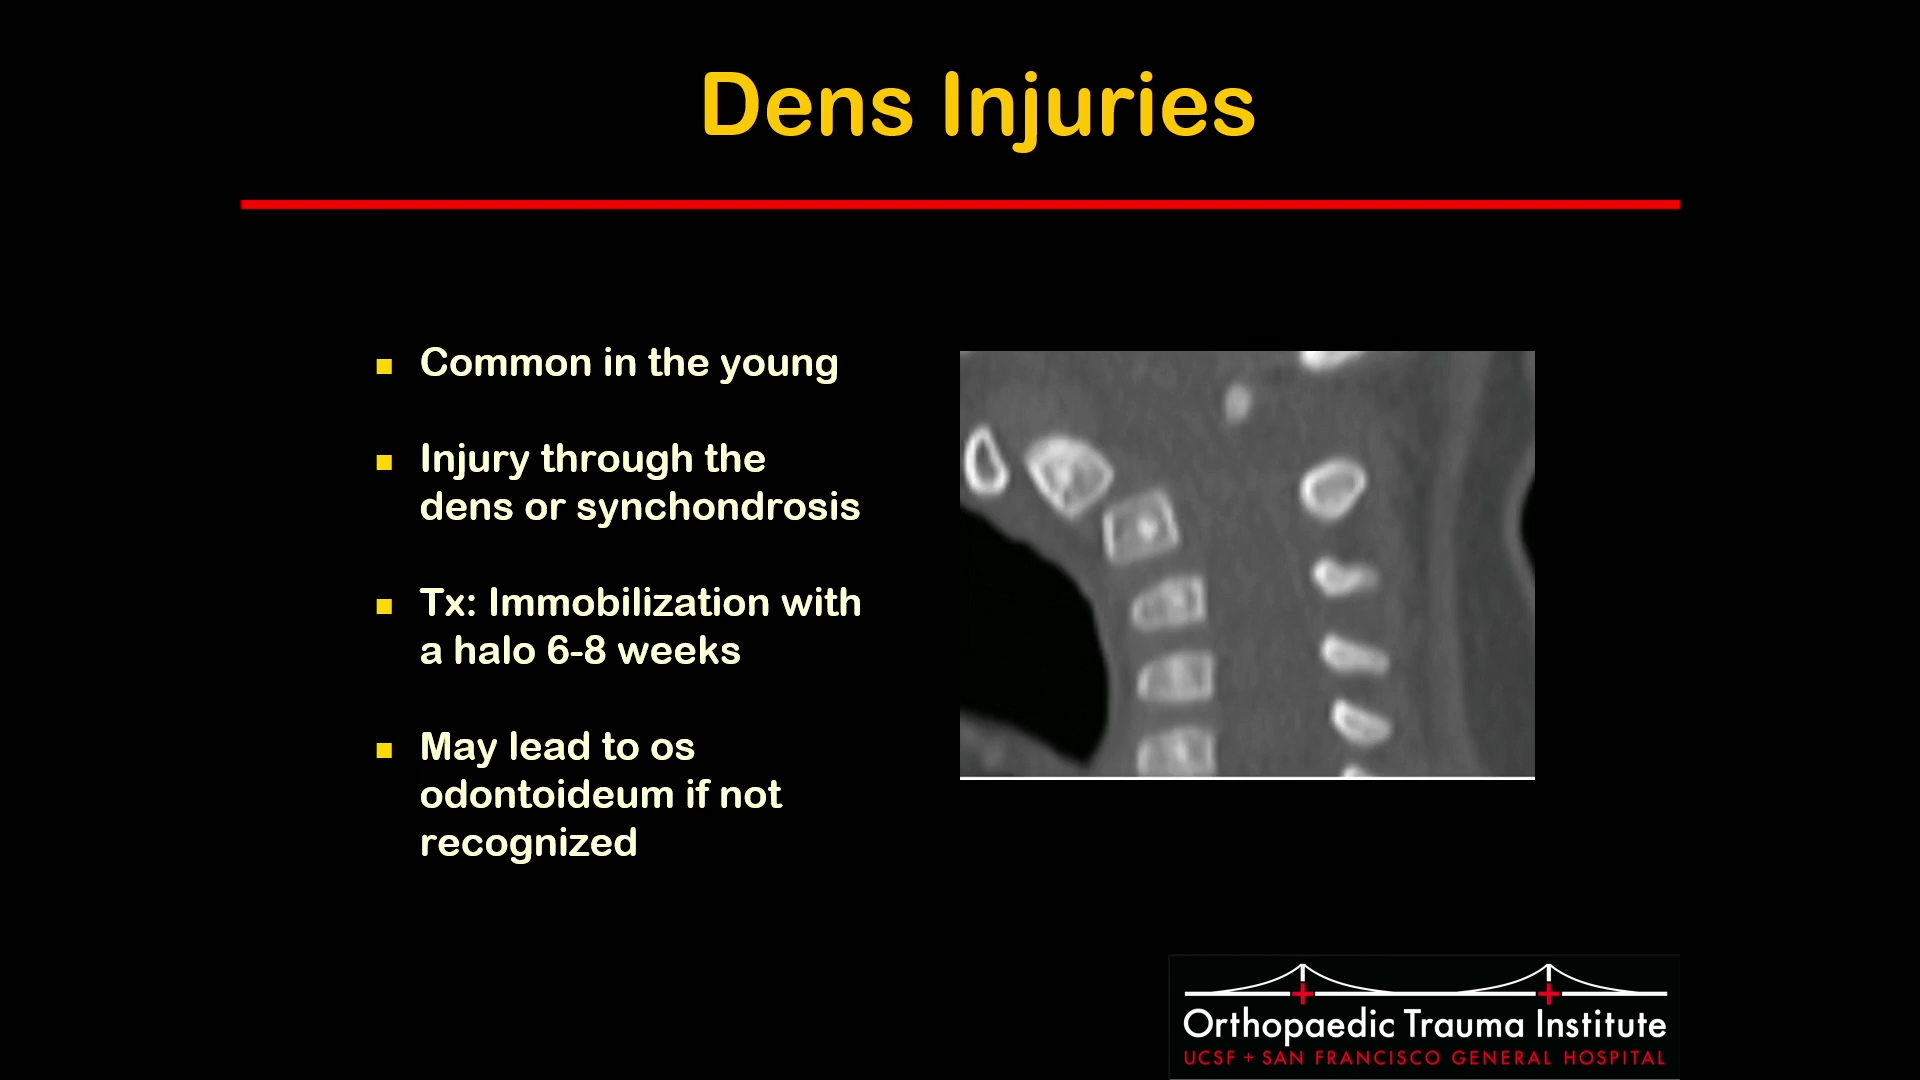 Dens Injuries
Common in the young
Injury through the
dens or synchondrosis
Tx: Immobilization with
a halo 6-8 weeks
May lead to os
odontoideum if not
recognized
Orthopaedic Trauma Institute
UCSF + SAN FRANCISCO GENERAL HOSPITAL